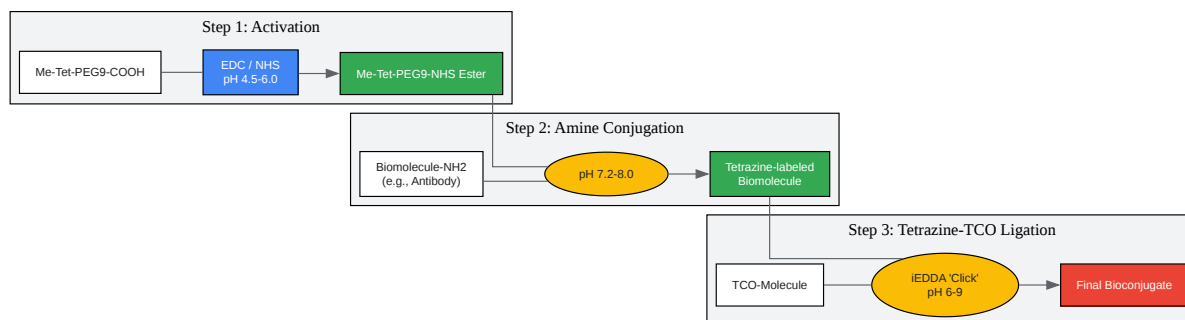 Step 1: Activation
Me-Tet-PEG9-COOH
EDC / NHS
pH 4.5-6.0
Me-Tet-PEG9-NHS Ester
Step 2: Amine Conjugation
Biomolecule-NH2
(e.g., Antibody)
pH 7.2-8.0
Tetrazine-labeled
Biomolecule
Step 3: Tetrazine-TCO Ligation
TCO-Molecule
iEDDA 'Click'
pH 6-9
Final Bioconjugate